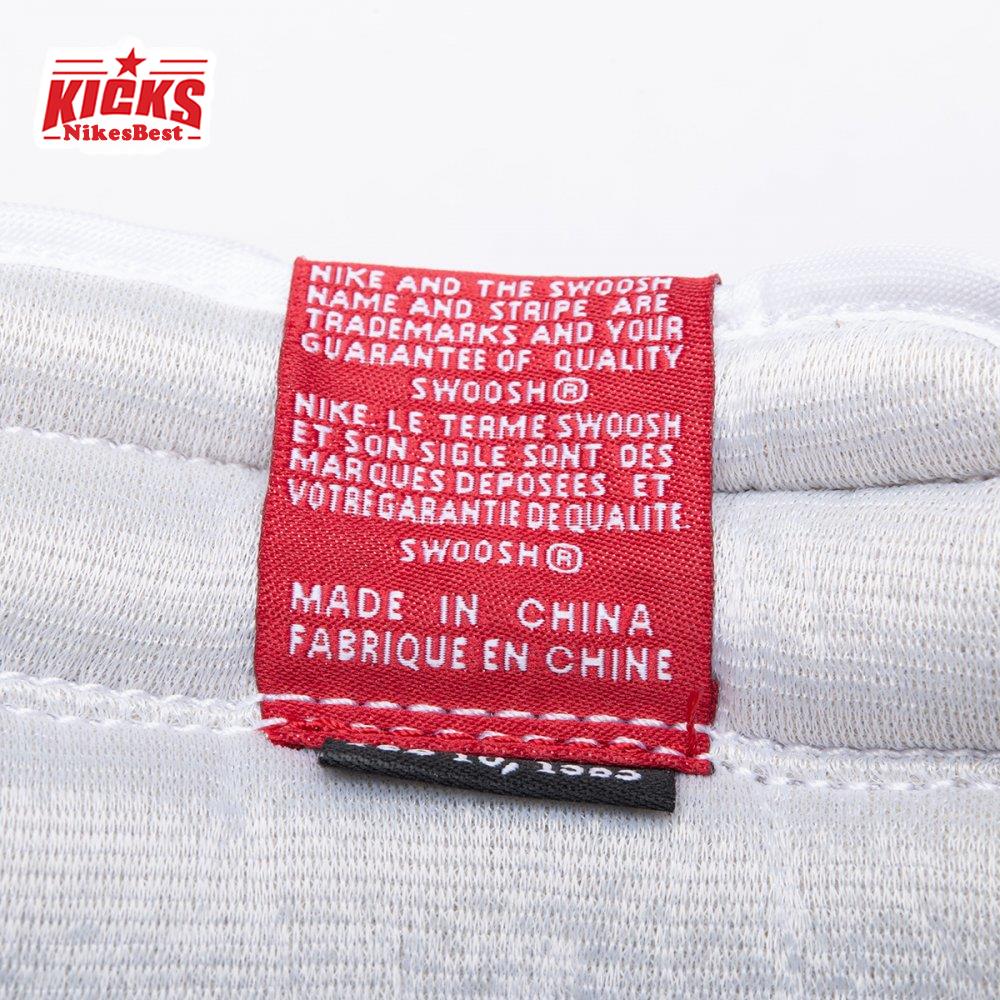 KICKS
NikesBest
NIKE AND THE SWOOSH
NAME AND STRIPE ARE
TRADEMARKS AND YOUR
GUARANTEE OF QUALITY
SWOOSH®
NIKE LE TERME SWOOSH
ET SON SIGLE SONT DES
MARQUES DEPOSEES ET
VOTRE GARANTIE DE QUALITE.
SWOOSH®
MADE IN CHINA
FABRIQUE EN CHINE